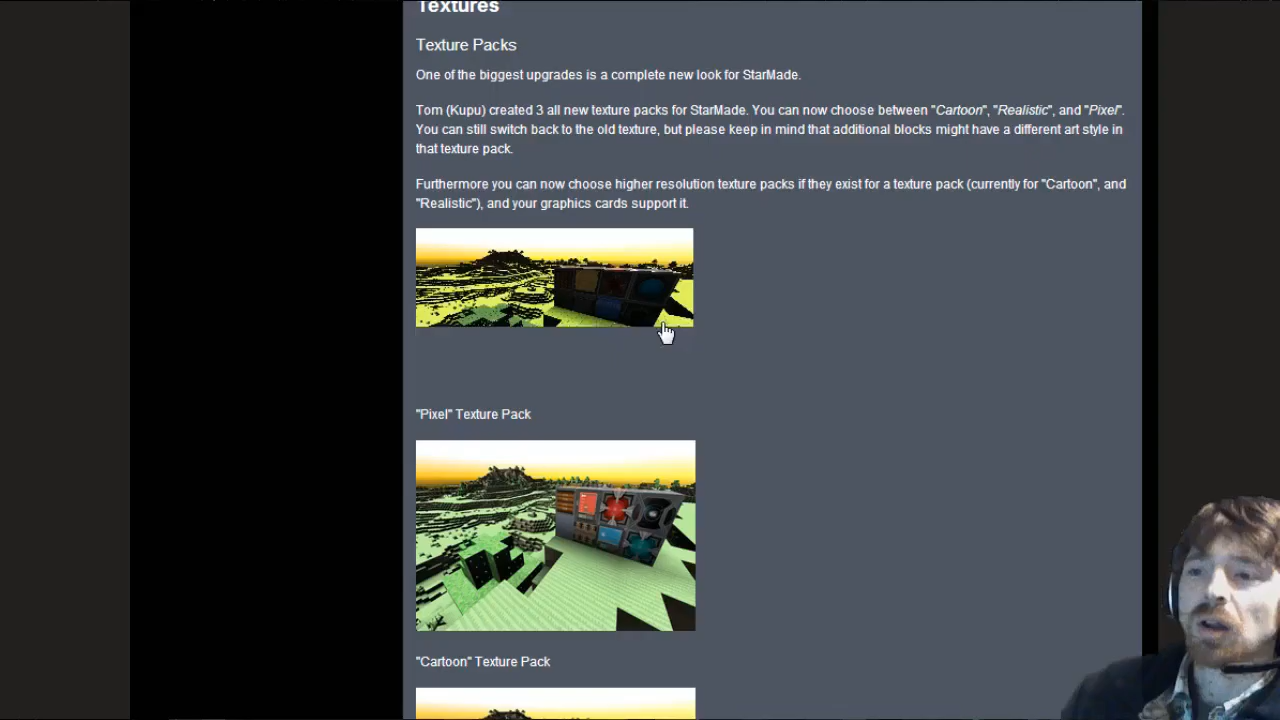 Textures
Texture Packs
One of the biggest upgrades is a complete new look for StarMade.
Tom (Kupu) created 3 all new texture packs for StarMade. You can now choose between "Cartoon", "Realistic", and "Pixel".
You can still switch back to the old texture, but please keep in mind that additional blocks might have a different art style in
that texture pack.
Furthermore you can now choose higher resolution texture packs if they exist for a texture pack (currently for "Cartoon", and
"Realistic"), and your graphics cards support it.
"Pixel" Texture Pack
"Cartoon" Texture Pack